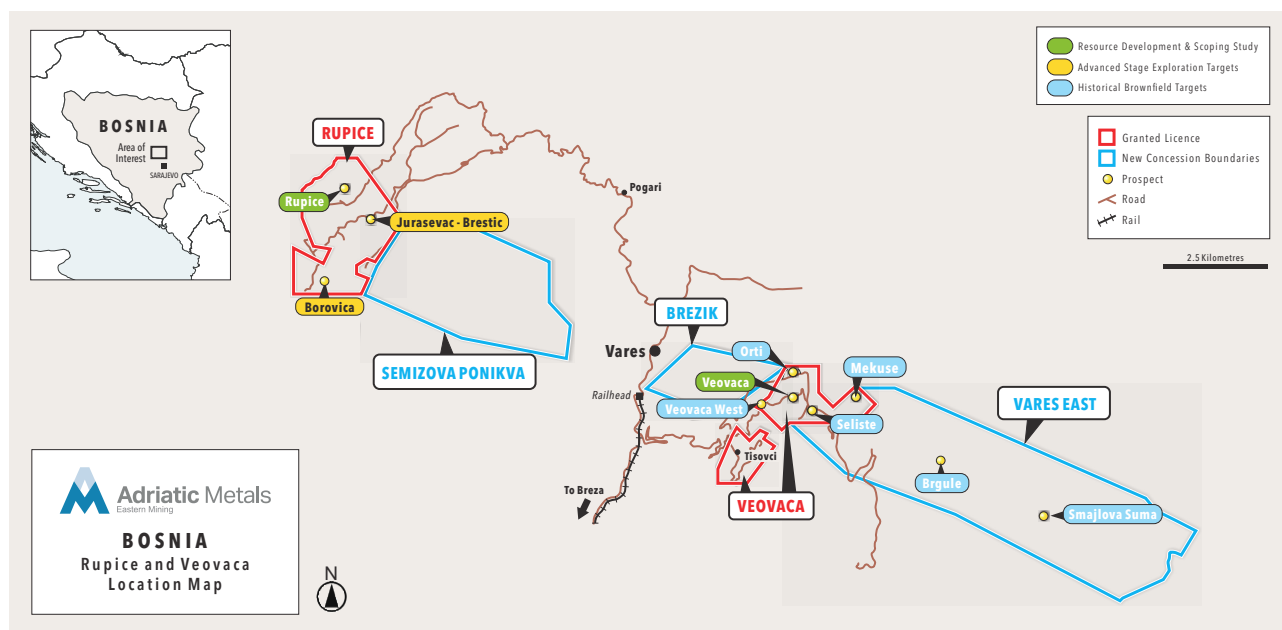 BOSNIA
Area of
Interest
SARAJEVO
Resource Development & Scoping Study
Advanced Stage Exploration Targets
Historical Brownfield Targets
Granted Licence
New Concession Boundaries
Prospect
Road
Rail
2.5 Kilometres
RUPICE
Rupice
Jurasevac - Brestic
Borovica
Pogari
SEMIZOVA PONIKVA
BREZIK
Vares
Orti
Railhead
Veovaca
Mekuse
Veovaca West
Seliste
VARES EAST
Tisovci
To Breza
VEOVACA
Brgule
Smajlova Suma
Adriatic Metals
Eastern Mining
BOSNIA
Rupice and Veovaca
Location Map
N